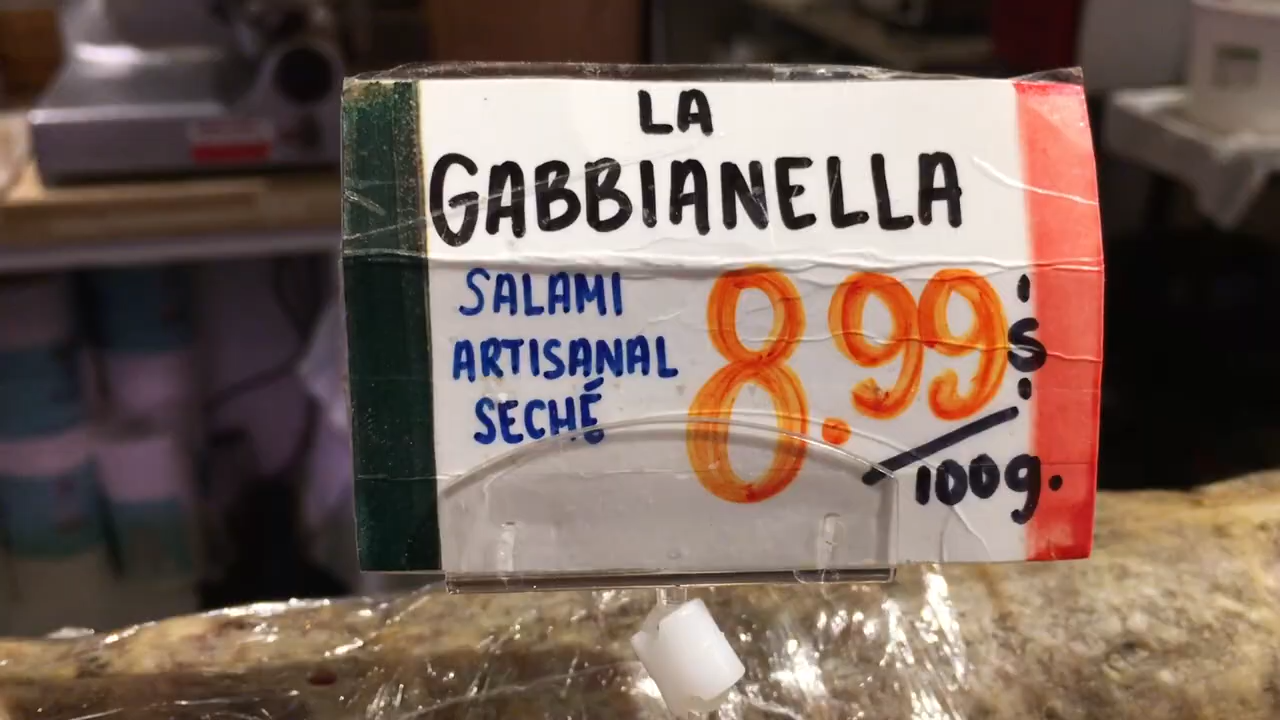 LA
GABBIANELLA
SALAMI
ARTISANAL
SECHÉ
8.99 $
/100g.